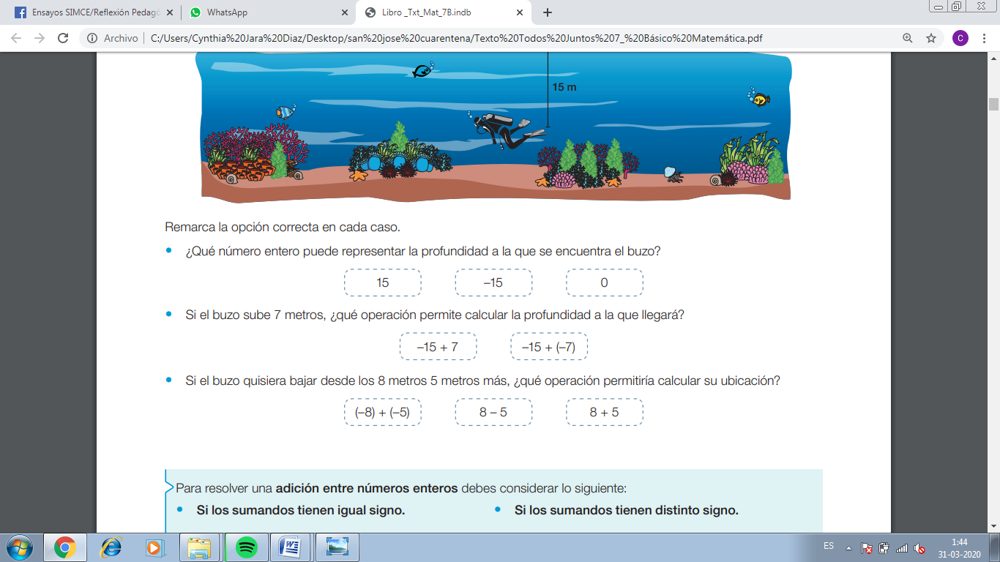 Ensayos SIMCE/Reflexión Pedagó
WhatsApp
Libro _Txt_Mat_7B.indb
Archivo
C:/Users/Cynthia%20Jara%20Diaz/Desktop/san%20jose%20cuarentena/Texto%20Todos%20Juntos%207_%20Básico%20Matemática.pdf
C
15 m
Remarca la opción correcta en cada caso.
• ¿Qué número entero puede representar la profundidad a la que se encuentra el buzo?
15 –15 0
• Si el buzo sube 7 metros, ¿qué operación permite calcular la profundidad a la que llegará?
–15 + 7 –15 + (–7)
• Si el buzo quisiera bajar desde los 8 metros 5 metros más, ¿qué operación permitiría calcular su ubicación?
(–8) + (–5) 8 – 5 8 + 5
Para resolver una adición entre números enteros debes considerar lo siguiente:
• Si los sumandos tienen igual signo. • Si los sumandos tienen distinto signo.
ES
1:44
31-03-2020